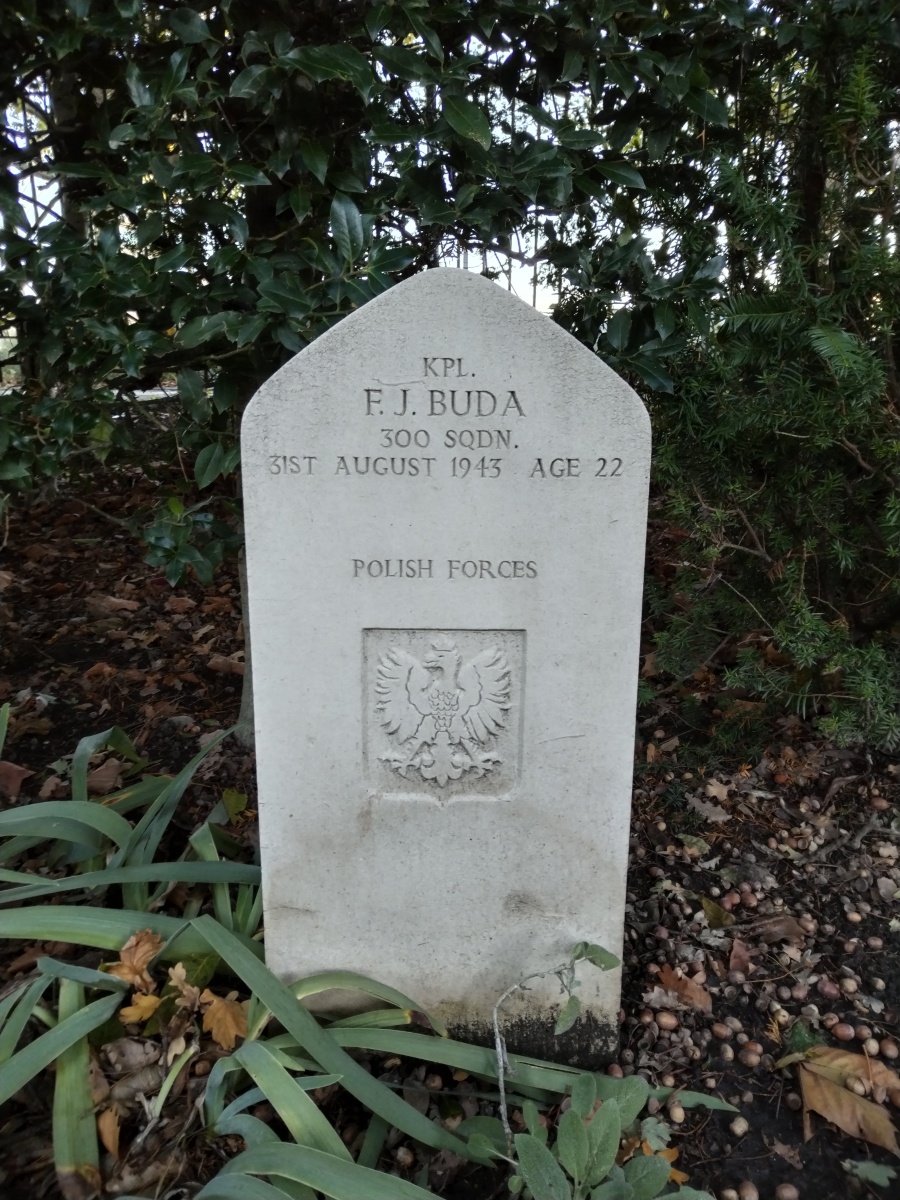 KPL.
F. J. BUDA
300 SQDN.
31ST AUGUST 1943 AGE 22
POLISH FORCES